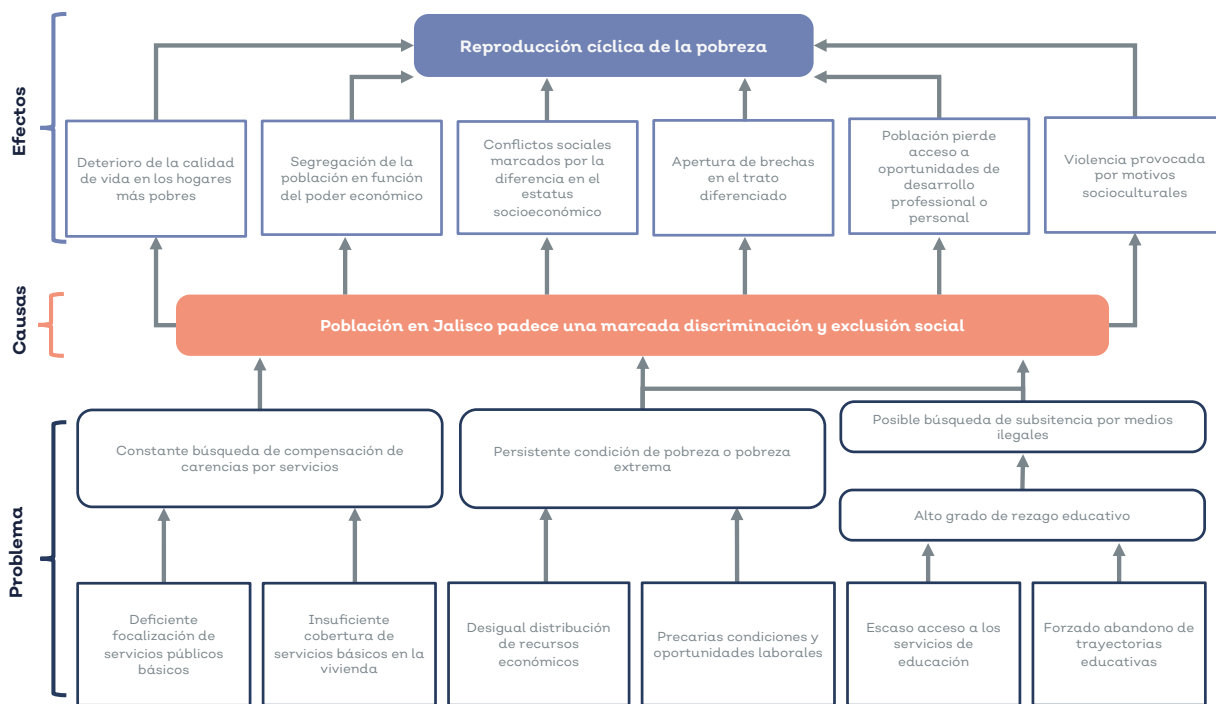 Efectos
Reproducción cíclica de la pobreza
Deterioro de la calidad
de vida en los hogares
más pobres
Segregación de la
población en función
del poder económico
Conflictos sociales
marcados por la
diferencia en el
estatus
socioeconómico
Apertura de brechas
en el trato
diferenciado
Población pierde
acceso a
oportunidades de
desarrollo
professional o
personal
Violencia provocada
por motivos
socioculturales
Causas
Población en Jalisco padece una marcada discriminación y exclusión social
Problema
Constante búsqueda de compensación de
carencias por servicios
Persistente condición de pobreza o pobreza
extrema
Posible búsqueda de subsitencia por medios
ilegales
Alto grado de rezago educativo
Deficiente
focalización de
servicios públicos
básicos
Insuficiente
cobertura de
servicios básicos en la
vivienda
Desigual distribución
de recursos
económicos
Precarias condiciones y
oportunidades laborales
Escaso acceso a los
servicios de
educación
Forzado abandono de
trayectorias
educativas